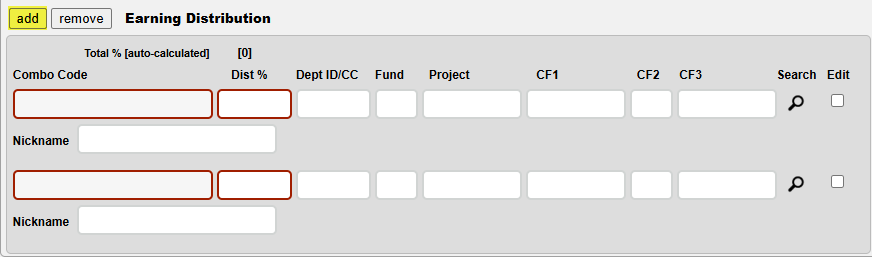 add remove Earning Distribution
Total % [auto-calculated] [0]
Combo Code Dist % Dept ID/CC Fund Project CF1 CF2 CF3 Search Edit
Nickname
Nickname